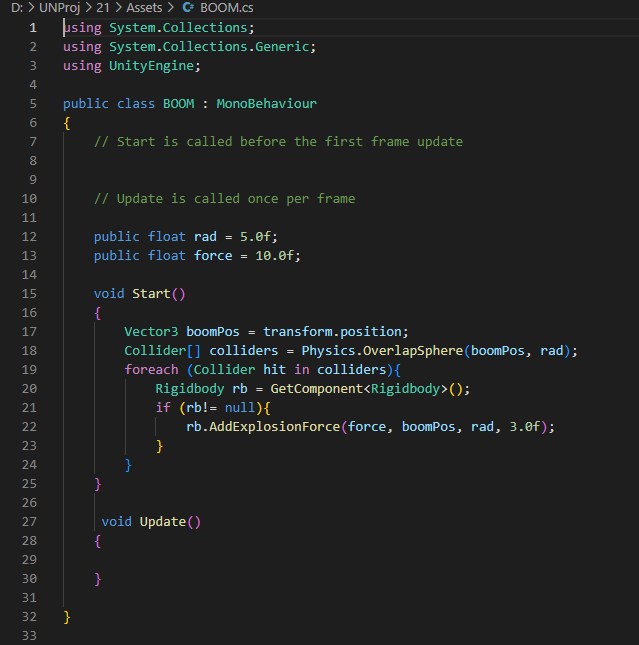 D: > UNProj > 21 > Assets > BOOM.cs
1 using System.Collections;
2 using System.Collections.Generic;
3 using UnityEngine;
4
5 public class BOOM : MonoBehaviour
6 {
7 // Start is called before the first frame update
8
9
10 // Update is called once per frame
11
12 public float rad = 5.0f;
13 public float force = 10.0f;
14
15 void Start()
16 {
17 Vector3 boomPos = transform.position;
18 Collider[] colliders = Physics.OverlapSphere(boomPos, rad);
19 foreach (Collider hit in colliders){
20 Rigidbody rb = GetComponent<Rigidbody>();
21 if (rb!= null){
22 rb.AddExplosionForce(force, boomPos, rad, 3.0f);
23 }
24 }
25 }
26
27 void Update()
28 {
29
30 }
31
32 }
33